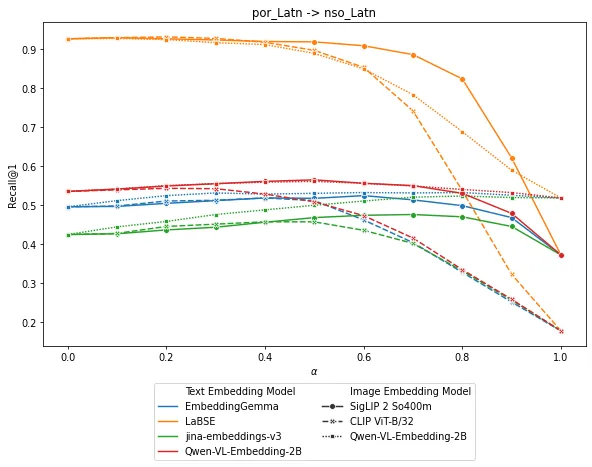 por_Latn -> nso_Latn
Recall@1
0.9
0.8
0.7
0.6
0.5
0.4
0.3
0.2
0.0 0.2 0.4 0.6 0.8 1.0
α
Text Embedding Model Image Embedding Model
EmbeddingGemma SigLIP 2 So400m
LaBSE CLIP ViT-B/32
jina-embeddings-v3 Qwen-VL-Embedding-2B
Qwen-VL-Embedding-2B